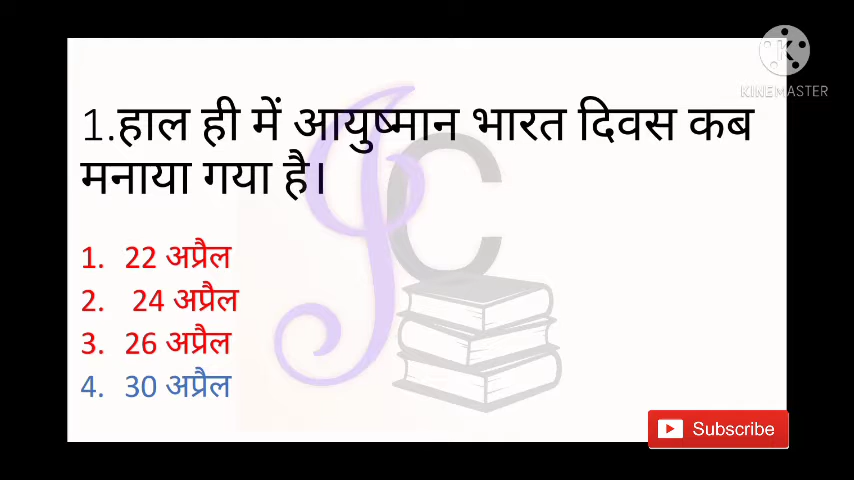 KINEMASTER
1.हाल ही में आयुष्मान भारत दिवस कब
मनाया गया है।
1. 22 अप्रैल
2. 24 अप्रैल
3. 26 अप्रैल
4. 30 अप्रैल
Subscribe